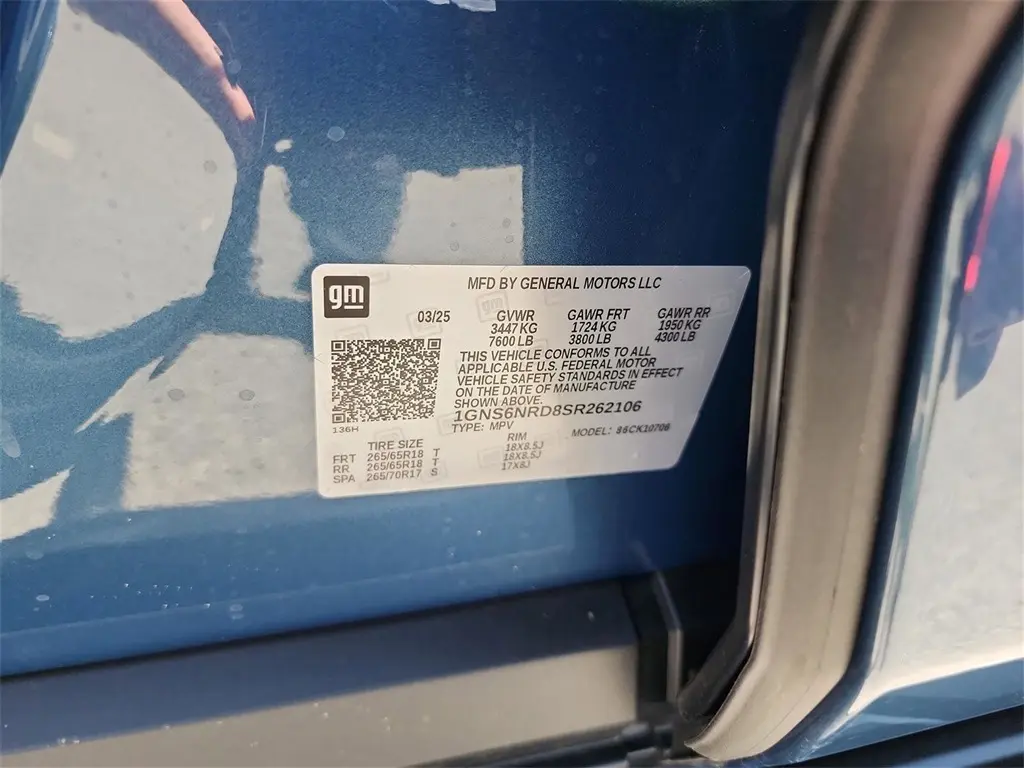 gm
MFD BY GENERAL MOTORS LLC
03/25 GVWR GAWR FRT GAWR RR
3447 KG 1724 KG 1950 KG
7600 LB 3800 LB 4300 LB
THIS VEHICLE CONFORMS TO ALL
APPLICABLE U.S. FEDERAL MOTOR
VEHICLE SAFETY STANDARDS IN EFFECT
ON THE DATE OF MANUFACTURE
SHOWN ABOVE.
1GNS6NRD8SR262106
136H TYPE: MPV MODEL: 86CK10706
TIRE SIZE RIM
FRT 265/65R18 T 18X8.5J
RR 265/65R18 T 18X8.5J
SPA 265/70R17 S 17X8J